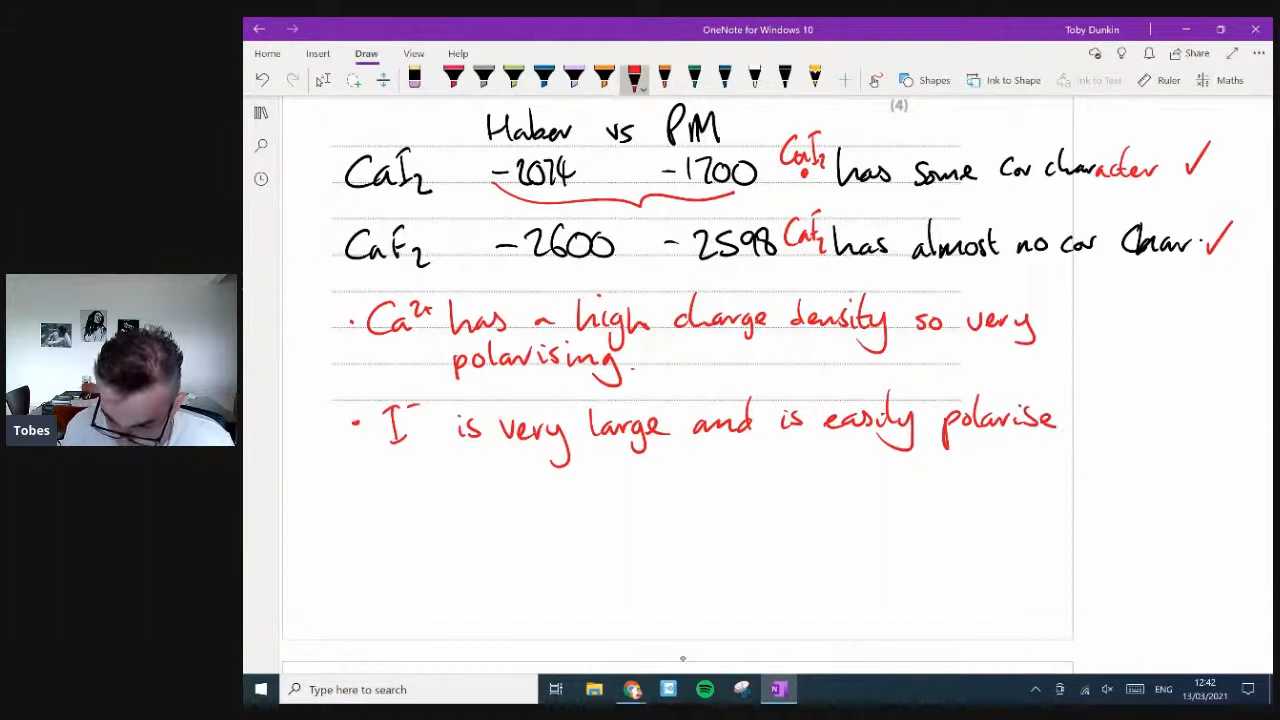 OneNote for Windows 10
Toby Dunkin
Home Insert Draw View Help
Share
Shapes Ink to Shape Ink to Text Ruler Maths
(4)
Haber vs PIM
CaI2 -2074 -1700 CaI2 has some cov character ✓
CaF2 -2600 -2598 CaF2 has almost no cov char. ✓
· Ca2+ has a high charge density so very
polarising.
· I- is very large and is easily polarise
Tobes
Type here to search
ENG
12:42
13/03/2021